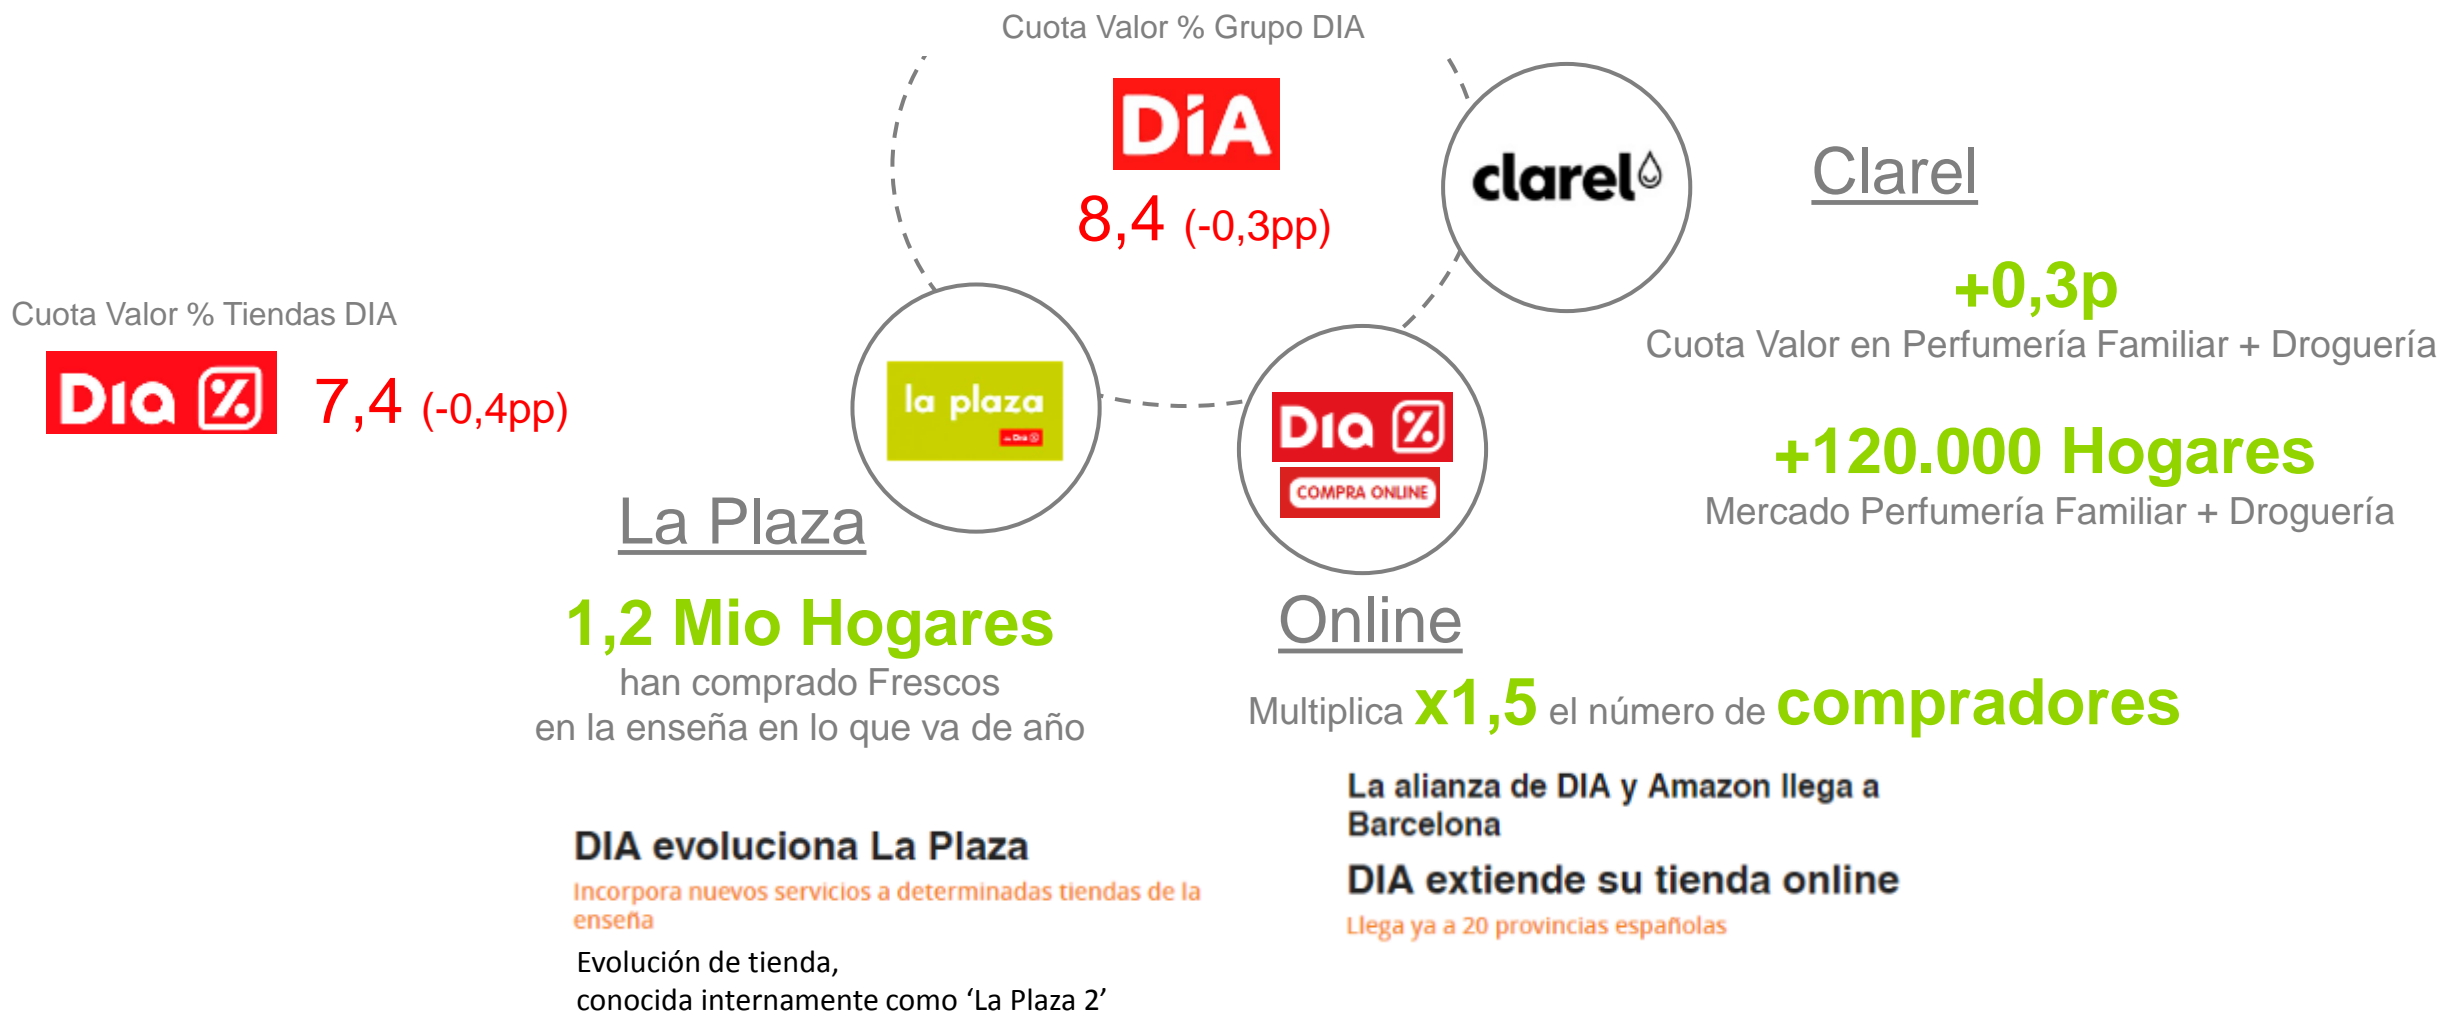 Cuota Valor % Grupo DIA
DiA
8,4 (-0,3pp)
clarel
Clarel
+0,3p
Cuota Valor en Perfumería Familiar + Droguería
+120.000 Hogares
Mercado Perfumería Familiar + Droguería
Cuota Valor % Tiendas DIA
Dia %
7,4 (-0,4pp)
la plaza
de Dia %
La Plaza
1,2 Mio Hogares
han comprado Frescos
en la enseña en lo que va de año
Dia %
COMPRA ONLINE
Online
Multiplica x1,5 el número de compradores
DIA evoluciona La Plaza
Incorpora nuevos servicios a determinadas tiendas de la
enseña
Evolución de tienda,
conocida internamente como ‘La Plaza 2’
La alianza de DIA y Amazon llega a
Barcelona
DIA extiende su tienda online
Llega ya a 20 provincias españolas